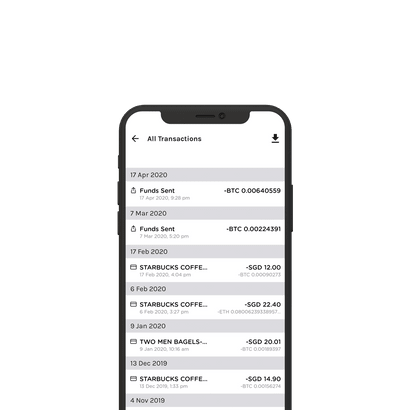 All Transactions
17 Apr 2020
Funds Sent -BTC 0.00640559
17 Apr 2020, 9:28 pm
7 Mar 2020
Funds Sent -BTC 0.00224391
7 Mar 2020, 5:20 pm
17 Feb 2020
STARBUCKS COFFE... -SGD 12.00
17 Feb 2020, 4:04 pm -BTC 0.00090273
6 Feb 2020
STARBUCKS COFFE... -SGD 22.40
6 Feb 2020, 3:27 pm
9 Jan 2020
TWO MEN BAGELS-... -SGD 20.01
9 Jan 2020, 10:16 am -BTC 0.00189397
13 Dec 2019
STARBUCKS COFFE... -SGD 14.90
13 Dec 2019, 1:33 pm -BTC 0.00156274
4 Nov 2019